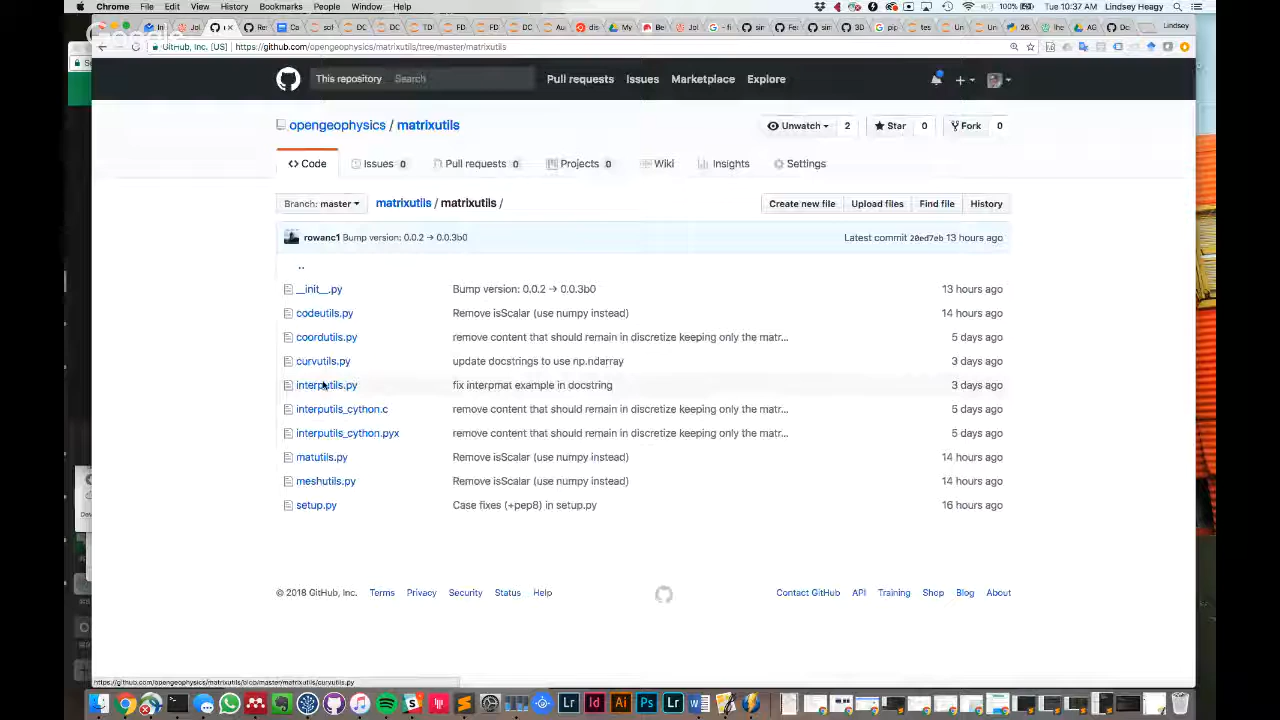 Chrome File Edit View History Bookmarks People Window Help
100% Tue 10:37 AM Lindsey Heagy
Lindsey
GitHub, Inc. [US] https://github.com/opengeophysics/matrixutils/tree/master/matrixutils
This repository Search Pull requests Issues Marketplace Explore
opengeophysics / matrixutils Unwatch 2 Star 0 Fork 0
Code Issues 0 Pull requests 0 Projects 0 Wiki Insights Settings
Branch: master matrixutils / matrixutils / Create new file Upload files Find file History
rowanc1 Bump version: 0.0.2 → 0.0.3b0 Latest commit 28ed7eb 13 hours ago
..
__init__.py Bump version: 0.0.2 → 0.0.3b0 13 hours ago
codeutils.py Remove isScalar (use numpy instead) 14 hours ago
coordutils.py remove content that should remain in discretize keeping only the matr... 5 days ago
curvutils.py update docstrings to use np.ndarray 3 days ago
interputils.py fix interpmat example in docstring 3 days ago
interputils_cython.c remove content that should remain in discretize keeping only the matr... 5 days ago
interputils_cython.pyx remove content that should remain in discretize keeping only the matr... 5 days ago
matutils.py Remove isScalar (use numpy instead) 14 hours ago
meshutils.py Remove isScalar (use numpy instead) 14 hours ago
setup.py Case fixes (+pep8) in setup.py 16 hours ago
© 2018 GitHub, Inc. Terms Privacy Security Status Help Contact GitHub API Training Shop Blog About
https://github.com/opengeophysics/matrixutils/blob/master/matrixutils/curvutils.py
Lr Id Ai Ps Lr W